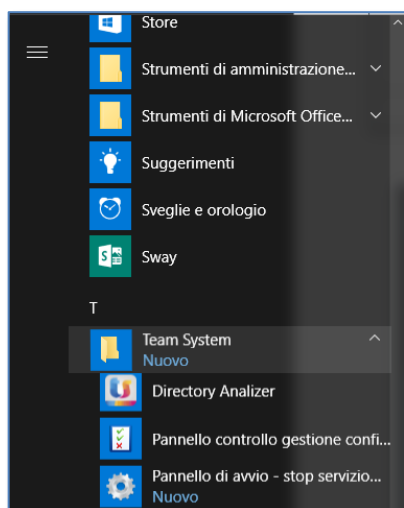 Store
Strumenti di amministrazione...
Strumenti di Microsoft Office...
Suggerimenti
Sveglie e orologio
Sway
T
Team System
Nuovo
Directory Analizer
Pannello controllo gestione confi...
Pannello di avvio - stop servizio...
Nuovo